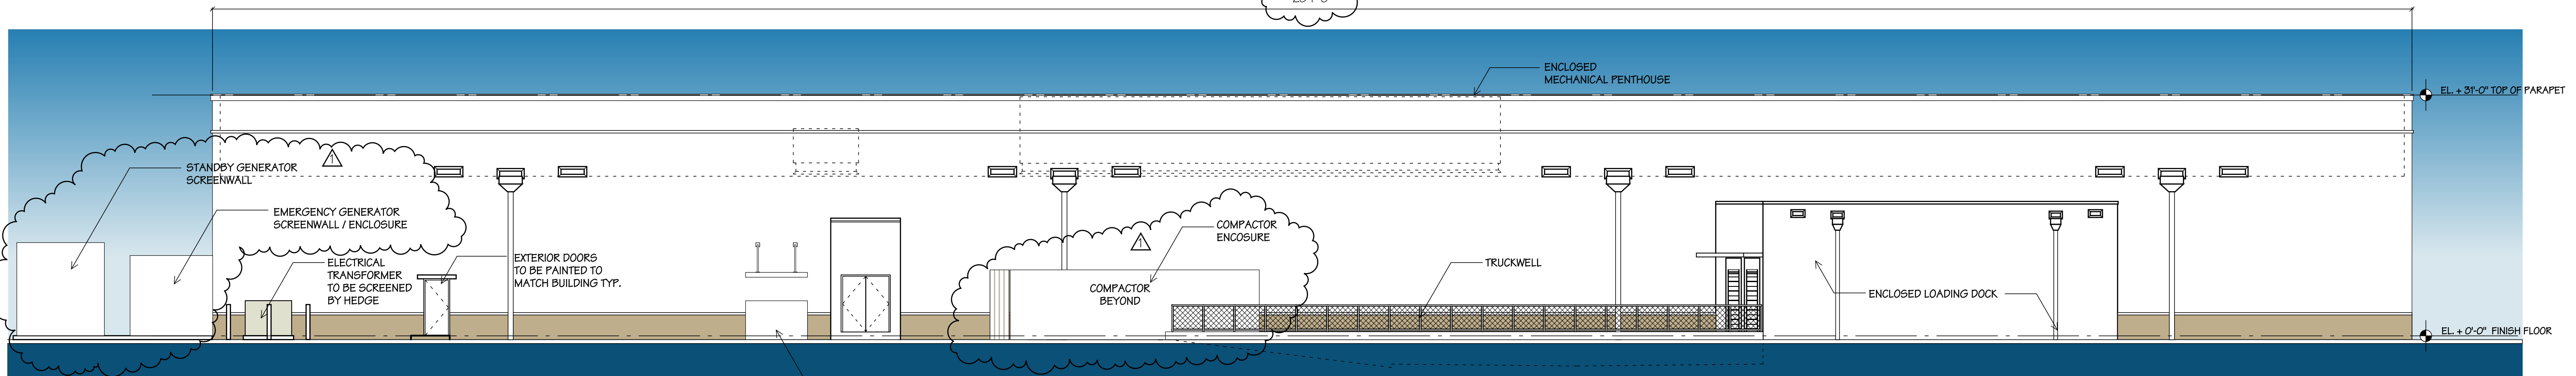 ENCLOSED
MECHANICAL PENTHOUSE
EL. + 31'-0" TOP OF PARAPET
STANDBY GENERATOR
SCREENWALL
1
EMERGENCY GENERATOR
SCREENWALL / ENCLOSURE
ELECTRICAL
TRANSFORMER
TO BE SCREENED
BY HEDGE
EXTERIOR DOORS
TO BE PAINTED TO
MATCH BUILDING TYP.
COMPACTOR
ENCOSURE
1
COMPACTOR
BEYOND
TRUCKWELL
ENCLOSED LOADING DOCK
EL. + 0'-0" FINISH FLOOR